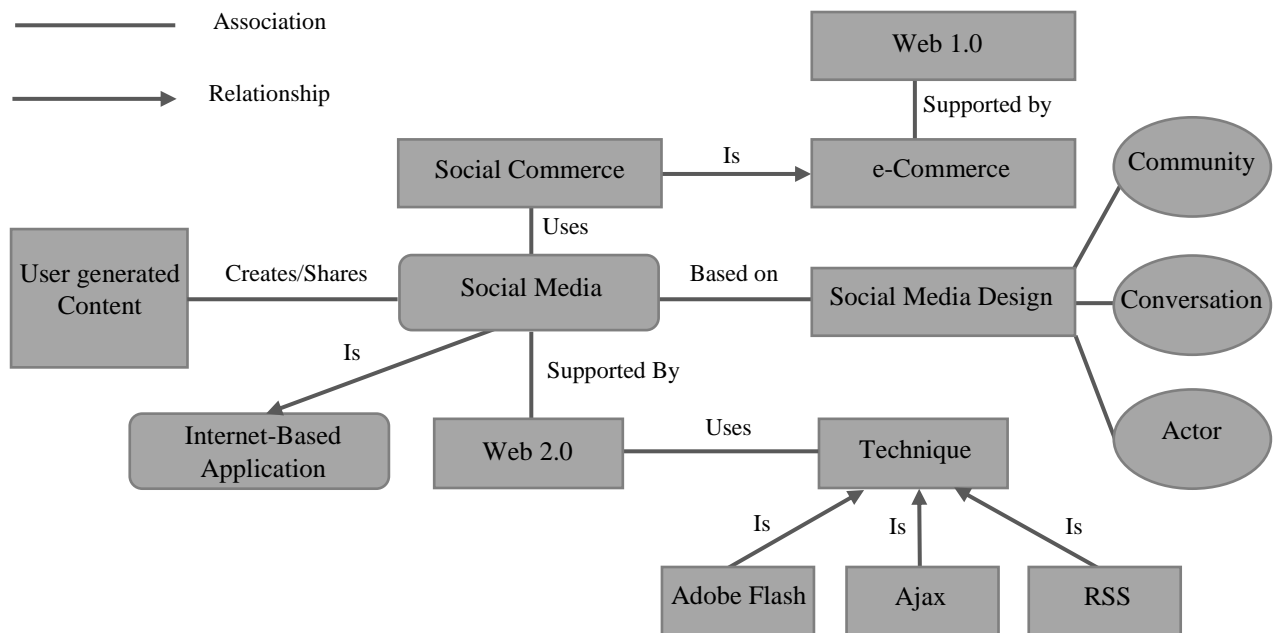 Association
Relationship
Web 1.0
Supported by
Social Commerce
Is
e-Commerce
Community
Uses
User generated
Content
Creates/Shares
Social Media
Based on
Social Media Design
Conversation
Is
Supported By
Internet-Based
Application
Web 2.0
Uses
Technique
Actor
Is
Is
Is
Adobe Flash
Ajax
RSS